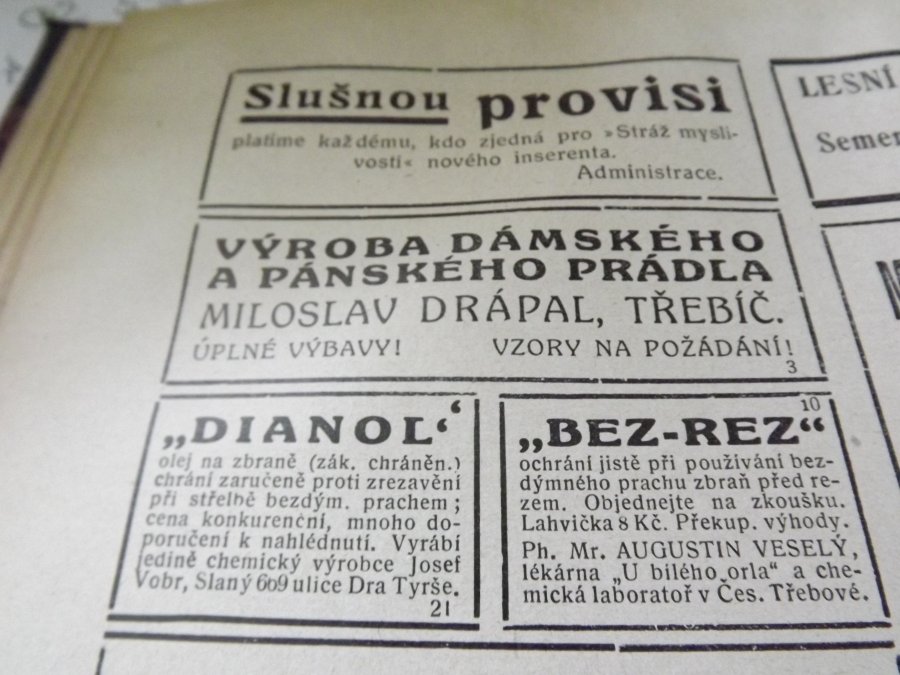 Slušnou provisi
platíme každému, kdo zjedná pro »Stráž mysli-
vosti« nového inserenta.
Administrace.
VÝROBA DÁMSKÉHO
A PÁNSKÉHO PRÁDLA
MILOSLAV DRÁPAL, TŘEBÍČ.
ÚPLNÉ VÝBAVY! VZORY NA POŽÁDÁNÍ!
3
„DIANOL“
olej na zbraně (zák. chráněn.)
chrání zaručeně proti zrezavění
při střelbě bezdým. prachem;
cena konkurenční, mnoho do-
poručení k nahlédnutí. Vyrábí
jedině chemický výrobce Josef
Vobr, Slaný 609 ulice Dra Tyrše.
21
10
„BEZ-REZ“
ochrání jistě při používání bez-
dýmného prachu zbraň před re-
zem. Objednejte na zkoušku.
Lahvička 8 Kč. Překup. výhody.
Ph. Mr. AUGUSTIN VESELÝ,
lékárna „U bílého orla“ a che-
mická laboratoř v Čes. Třebové.
LESNÍ
Semen